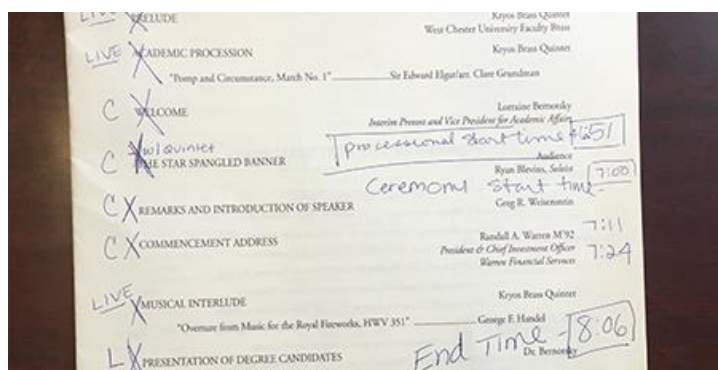 LIVE X PRELUDE Kryos Brass Quintet
West Chester University Faculty Brass
LIVE X ACADEMIC PROCESSION Kryos Brass Quintet
"Pomp and Circumstance, March No. 1" Sir Edward Elgar/arr. Clare Grundman
C X WELCOME Lorraine Bernotsky
Interim Provost and Vice President for Academic Affairs
w/ quintet processional start time 6:51
C X THE STAR SPANGLED BANNER Audience
Ryan Blevins, Soloist 7:00
Ceremony start time
C X REMARKS AND INTRODUCTION OF SPEAKER Greg R. Weisenstein
7:11
C X COMMENCEMENT ADDRESS Randall A. Warren M'92
President & Chief Investment Officer 7:24
Warren Financial Services
LIVE X MUSICAL INTERLUDE Kryos Brass Quintet
"Overture from Music for the Royal Fireworks, HWV 351" George F. Handel
End Time - 8:06
L X PRESENTATION OF DEGREE CANDIDATES Dr. Bernotsky